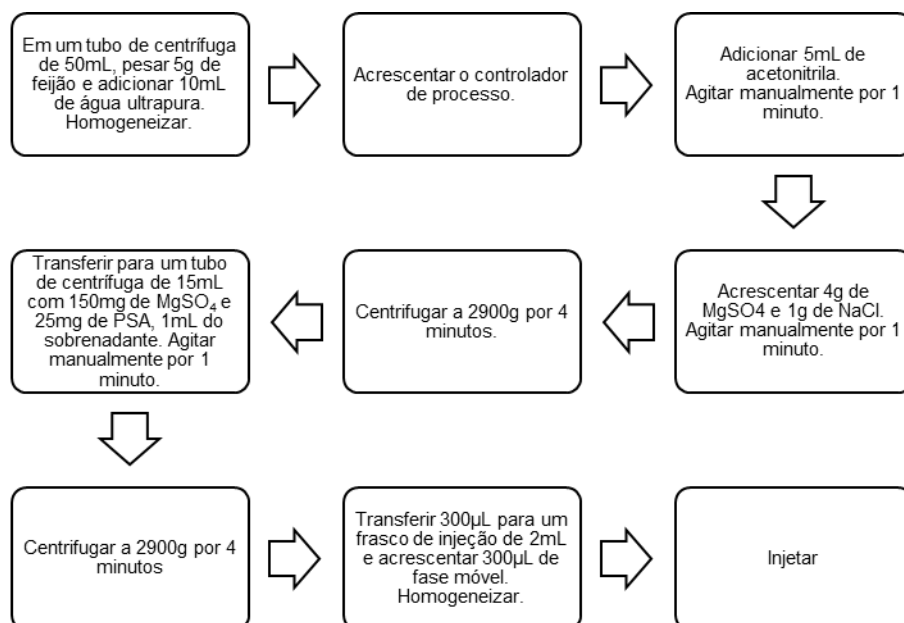 Em um tubo de centrífuga
de 50mL, pesar 5g de
feijão e adicionar 10mL
de água ultrapura.
Homogeneizar.
Acrescentar o controlador
de processo.
Adicionar 5mL de
acetonitrila.
Agitar manualmente por 1
minuto.
Acrescentar 4g de
MgSO4 e 1g de NaCl.
Agitar manualmente por 1
minuto.
Centrifugar a 2900g por 4
minutos.
Transferir para um tubo
de centrífuga de 15mL
com 150mg de MgSO₄ e
25mg de PSA, 1mL do
sobrenadante. Agitar
manualmente por 1
minuto.
Centrifugar a 2900g por 4
minutos
Transferir 300µL para um
frasco de injeção de 2mL
e acrescentar 300µL de
fase móvel.
Homogeneizar.
Injetar